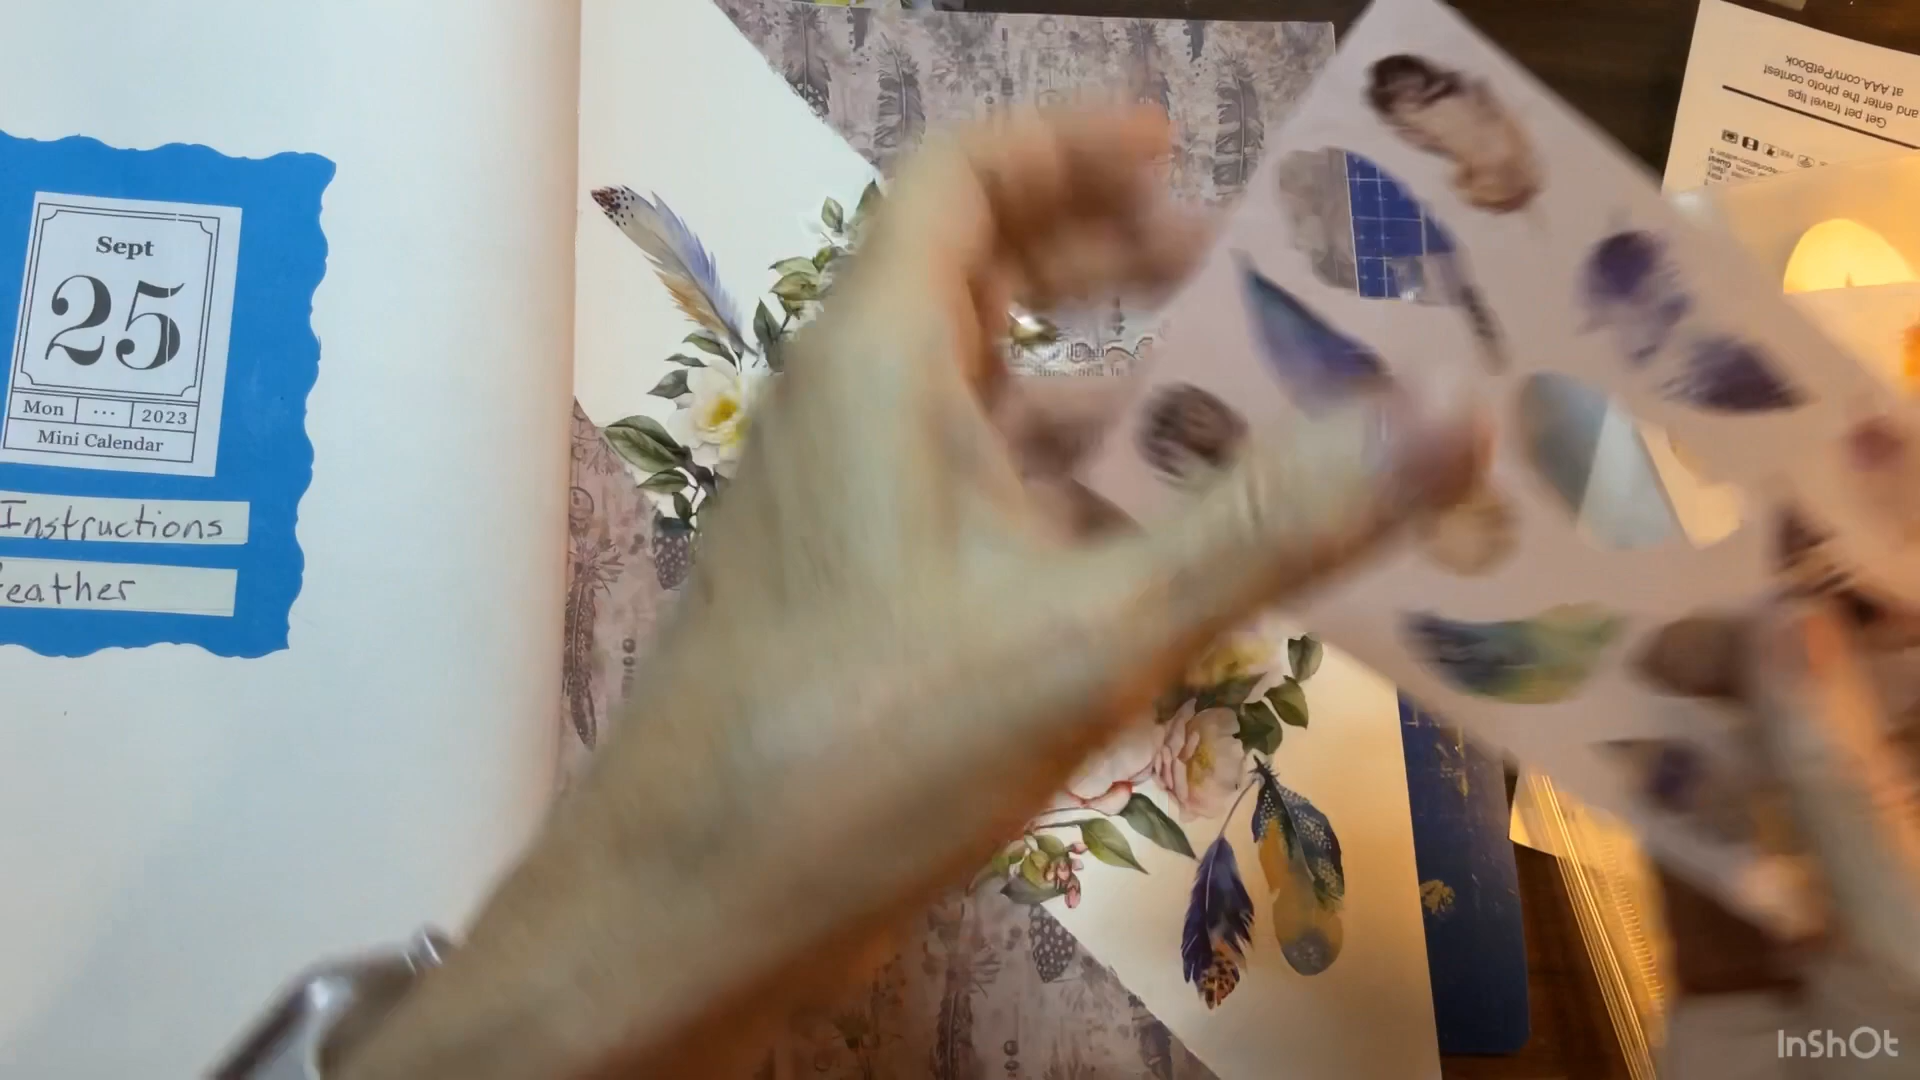 Sept
25
Mon ... 2023
Mini Calendar
Instructions
eather
Get pet travel tips
and enter the photo contest
at AAA.com/PetBook
InShOt